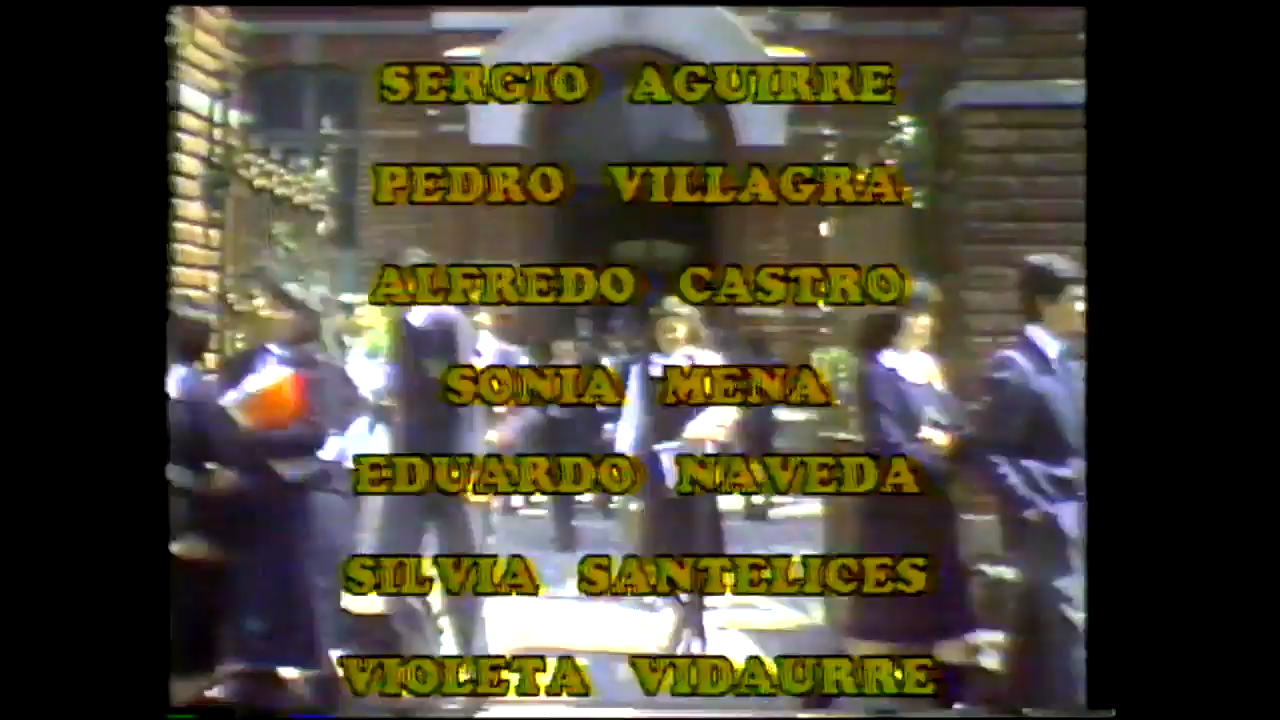 SERGIO AGUIRRE
PEDRO VILLAGRA
ALFREDO CASTRO
SONIA MENA
EDUARDO NAVEDA
SILVIA SANTELICES
VIOLETA VIDAURRE